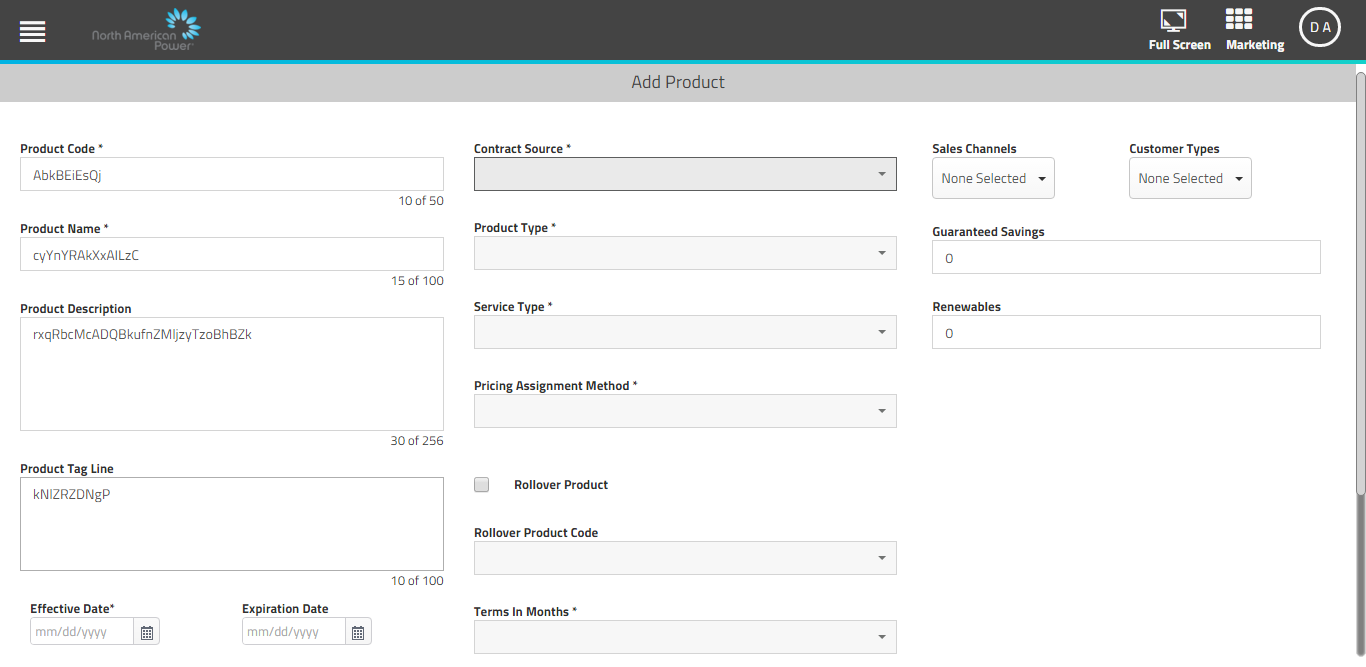 North American
Power
Full Screen
Marketing
D A
Add Product
Product Code *
AbkBEiEsQj
10 of 50
Product Name *
cyYnYRAkXxAlLzC
15 of 100
Product Description
rxqRbcMcADQBkufnZMljzyTzoBhBZk
30 of 256
Product Tag Line
kNlZRZDNgP
10 of 100
Effective Date*
mm/dd/yyyy
Expiration Date
mm/dd/yyyy
Contract Source *
Product Type *
Service Type *
Pricing Assignment Method *
Rollover Product
Rollover Product Code
Terms In Months *
Sales Channels
None Selected
Customer Types
None Selected
Guaranteed Savings
0
Renewables
0